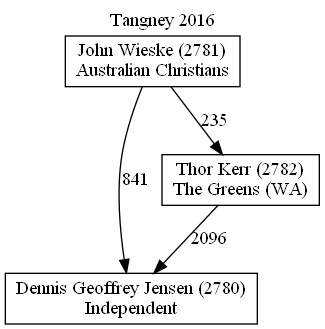 Tangney 2016
John Wieske (2781)
Australian Christians
235
Thor Kerr (2782)
The Greens (WA)
841
2096
Dennis Geoffrey Jensen (2780)
Independent